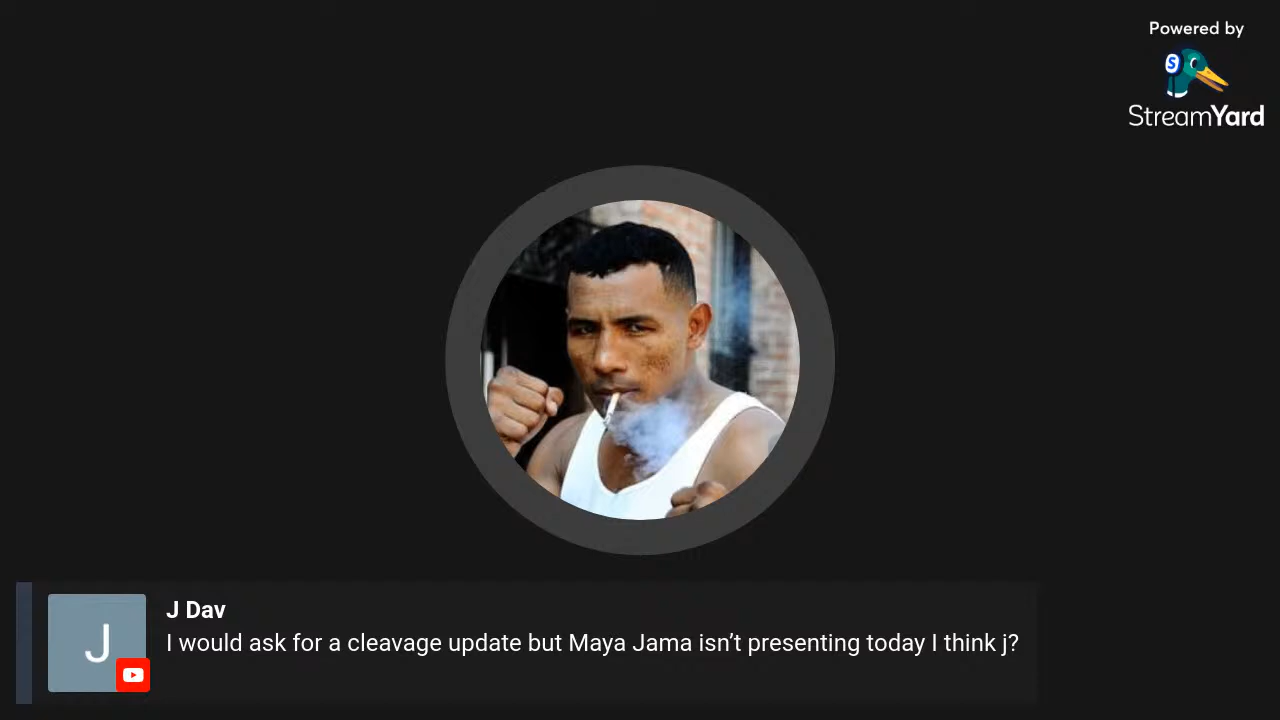 Powered by
S
StreamYard
J
J Dav
I would ask for a cleavage update but Maya Jama isn’t presenting today I think j?